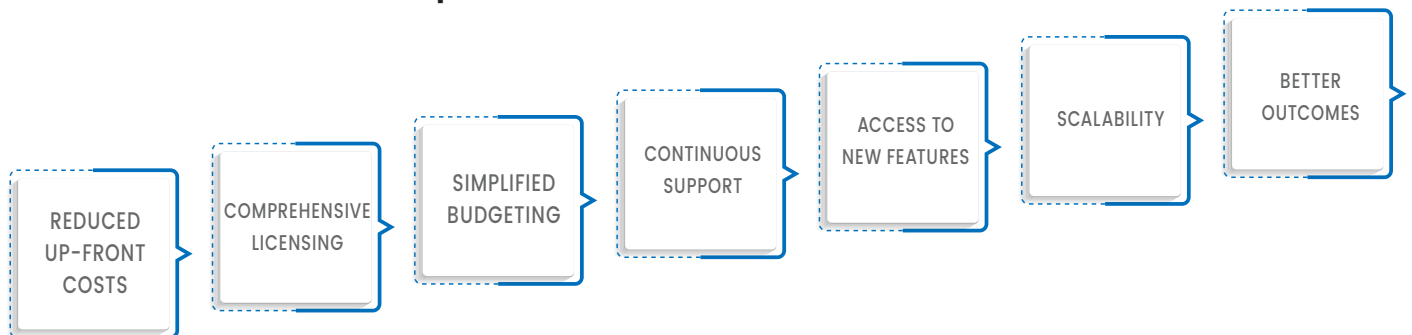 REDUCED
UP-FRONT
COSTS
COMPREHENSIVE
LICENSING
SIMPLIFIED
BUDGETING
CONTINUOUS
SUPPORT
ACCESS TO
NEW FEATURES
SCALABILITY
BETTER
OUTCOMES